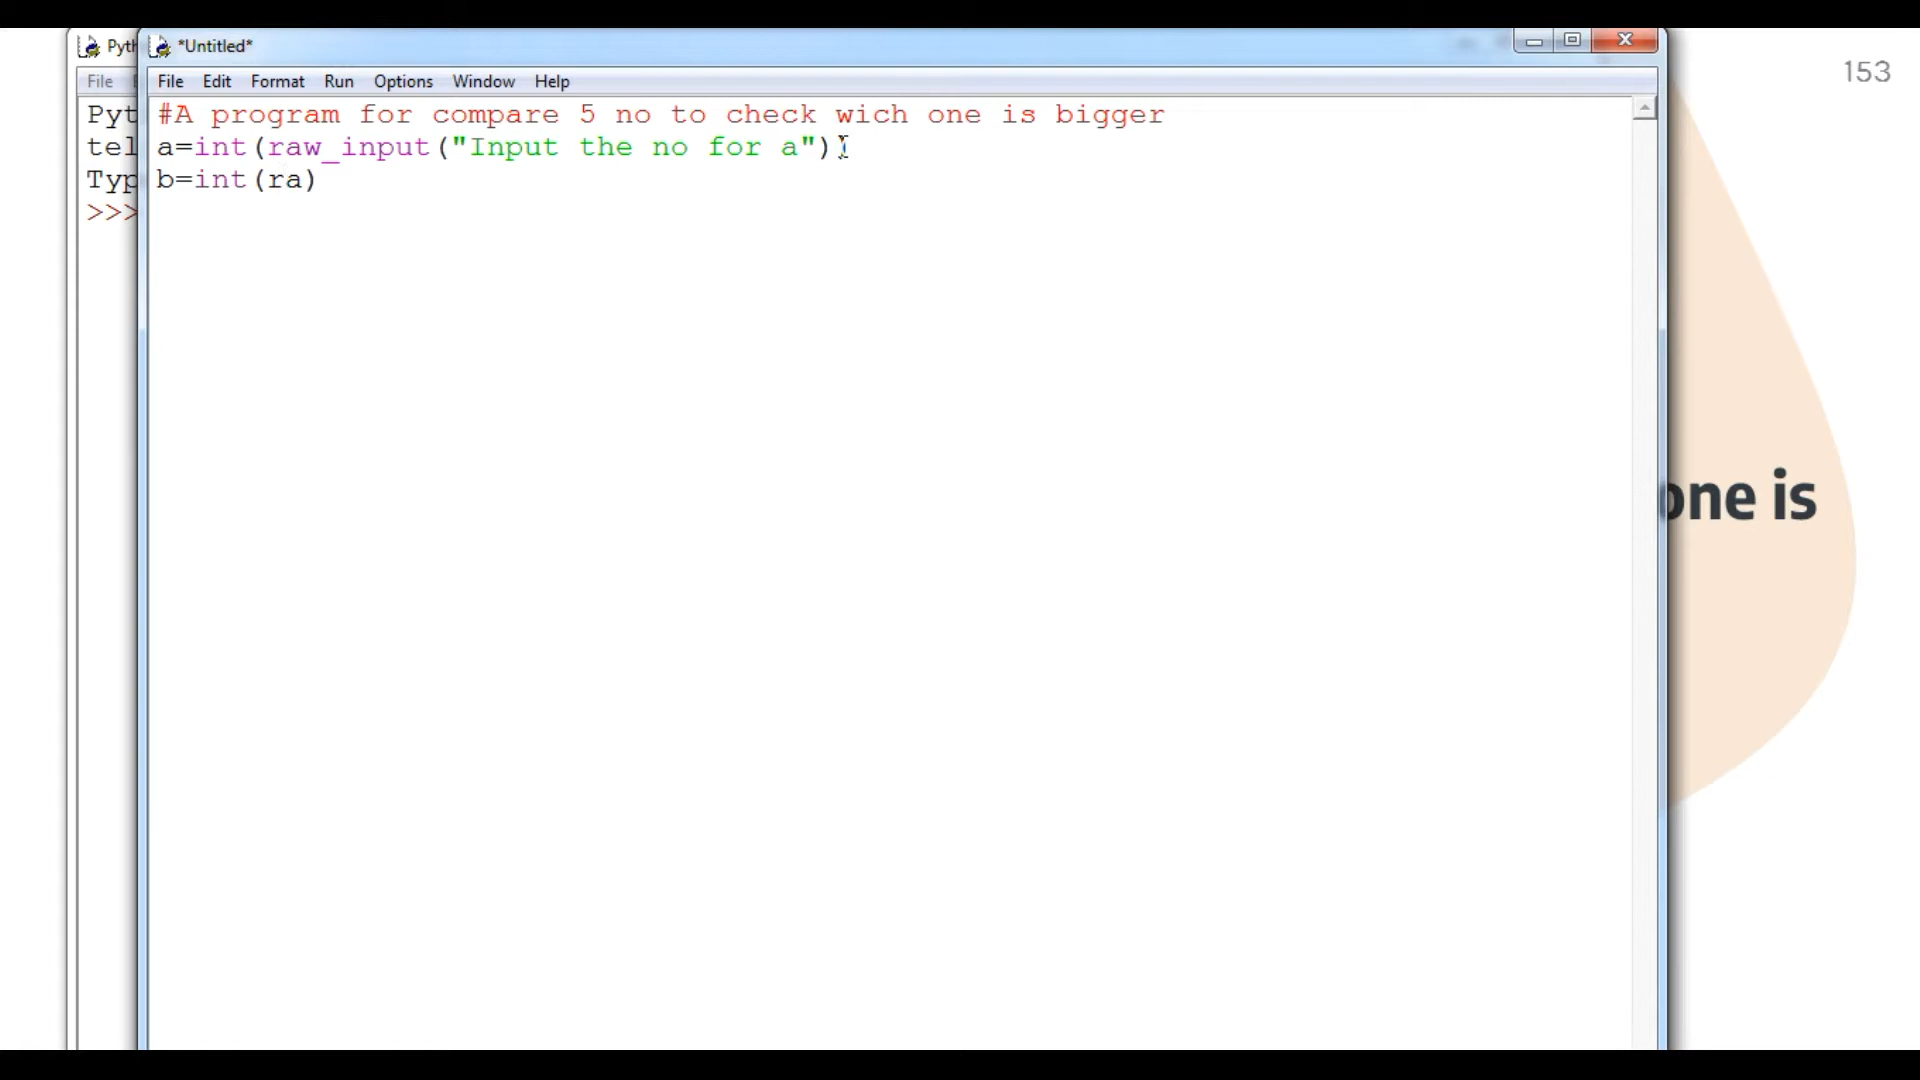 153
Pyth
*Untitled*
File
File Edit Format Run Options Window Help
Pyt
tel
Typ
>>>
#A program for compare 5 no to check wich one is bigger
a=int(raw_input("Input the no for a")
b=int(ra)
one is